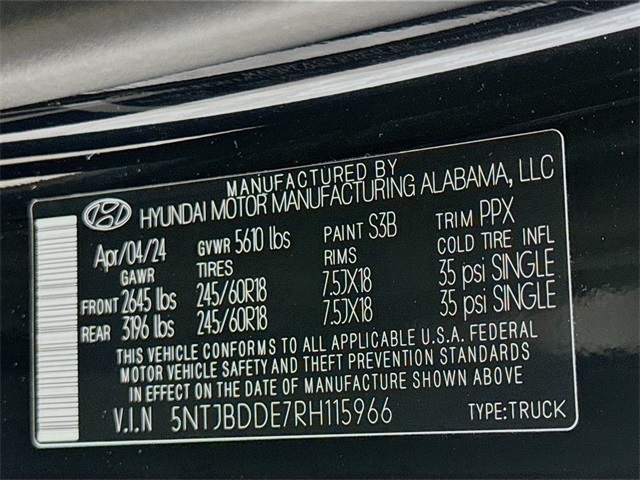 MANUFACTURED BY
HYUNDAI MOTOR MANUFACTURING ALABAMA, LLC
Apr/04/24 GVWR 5610 lbs PAINT S3B TRIM PPX
GAWR TIRES RIMS COLD TIRE INFL
FRONT 2645 lbs 245/60R18 7.5JX18 35 psi SINGLE
REAR 3196 lbs 245/60R18 7.5JX18 35 psi SINGLE
THIS VEHICLE CONFORMS TO ALL APPLICABLE U.S.A. FEDERAL
MOTOR VEHICLE SAFETY AND THEFT PREVENTION STANDARDS
IN EFFECT ON THE DATE OF MANUFACTURE SHOWN ABOVE
V.I.N 5NTJBDDE7RH115966 TYPE:TRUCK